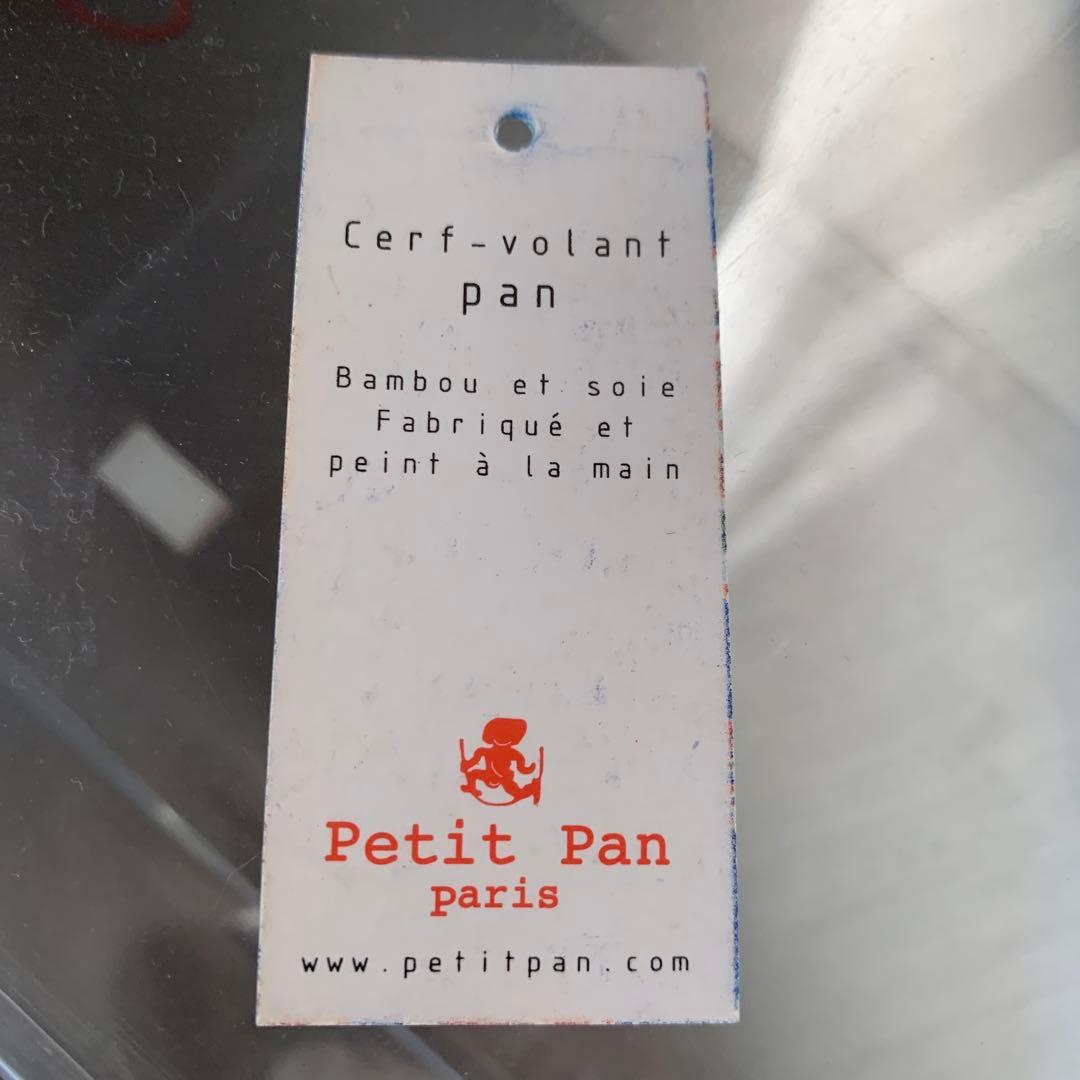 Cerf-volant
pan
Bambou et soie
Fabriqué et
peint à la main
Petit Pan
paris
www.petitpan.com